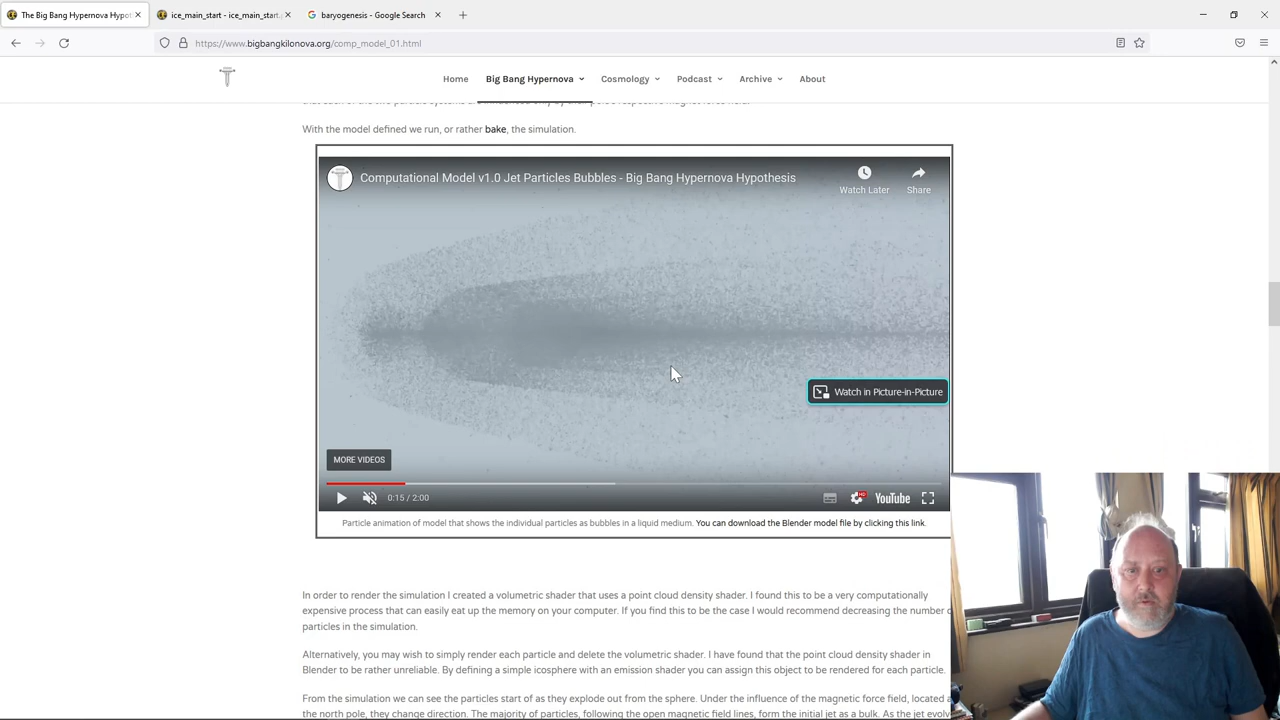 The Big Bang Hypernova Hypot
ice_main_start - ice_main_start.
baryogenesis - Google Search
https://www.bigbangkilonova.org/comp_model_01.html
Home
Big Bang Hypernova
Cosmology
Podcast
Archive
About
With the model defined we run, or rather bake, the simulation.
Computational Model v1.0 Jet Particles Bubbles - Big Bang Hypernova Hypothesis
Watch Later
Share
Watch in Picture-in-Picture
MORE VIDEOS
0:15 / 2:00
HD
YouTube
Particle animation of model that shows the individual particles as bubbles in a liquid medium. You can download the Blender model file by clicking this link.
In order to render the simulation I created a volumetric shader that uses a point cloud density shader. I found this to be a very computationally
expensive process that can easily eat up the memory on your computer. If you find this to be the case I would recommend decreasing the number o
particles in the simulation.
Alternatively, you may wish to simply render each particle and delete the volumetric shader. I have found that the point cloud density shader in
Blender to be rather unreliable. By defining a simple icosphere with an emission shader you can assign this object to be rendered for each particle.
From the simulation we can see the particles start of as they explode out from the sphere. Under the influence of the magnetic force field, located a
the north pole, they change direction. The majority of particles, following the open magnetic field lines, form the initial jet as a bulk. As the jet evolv